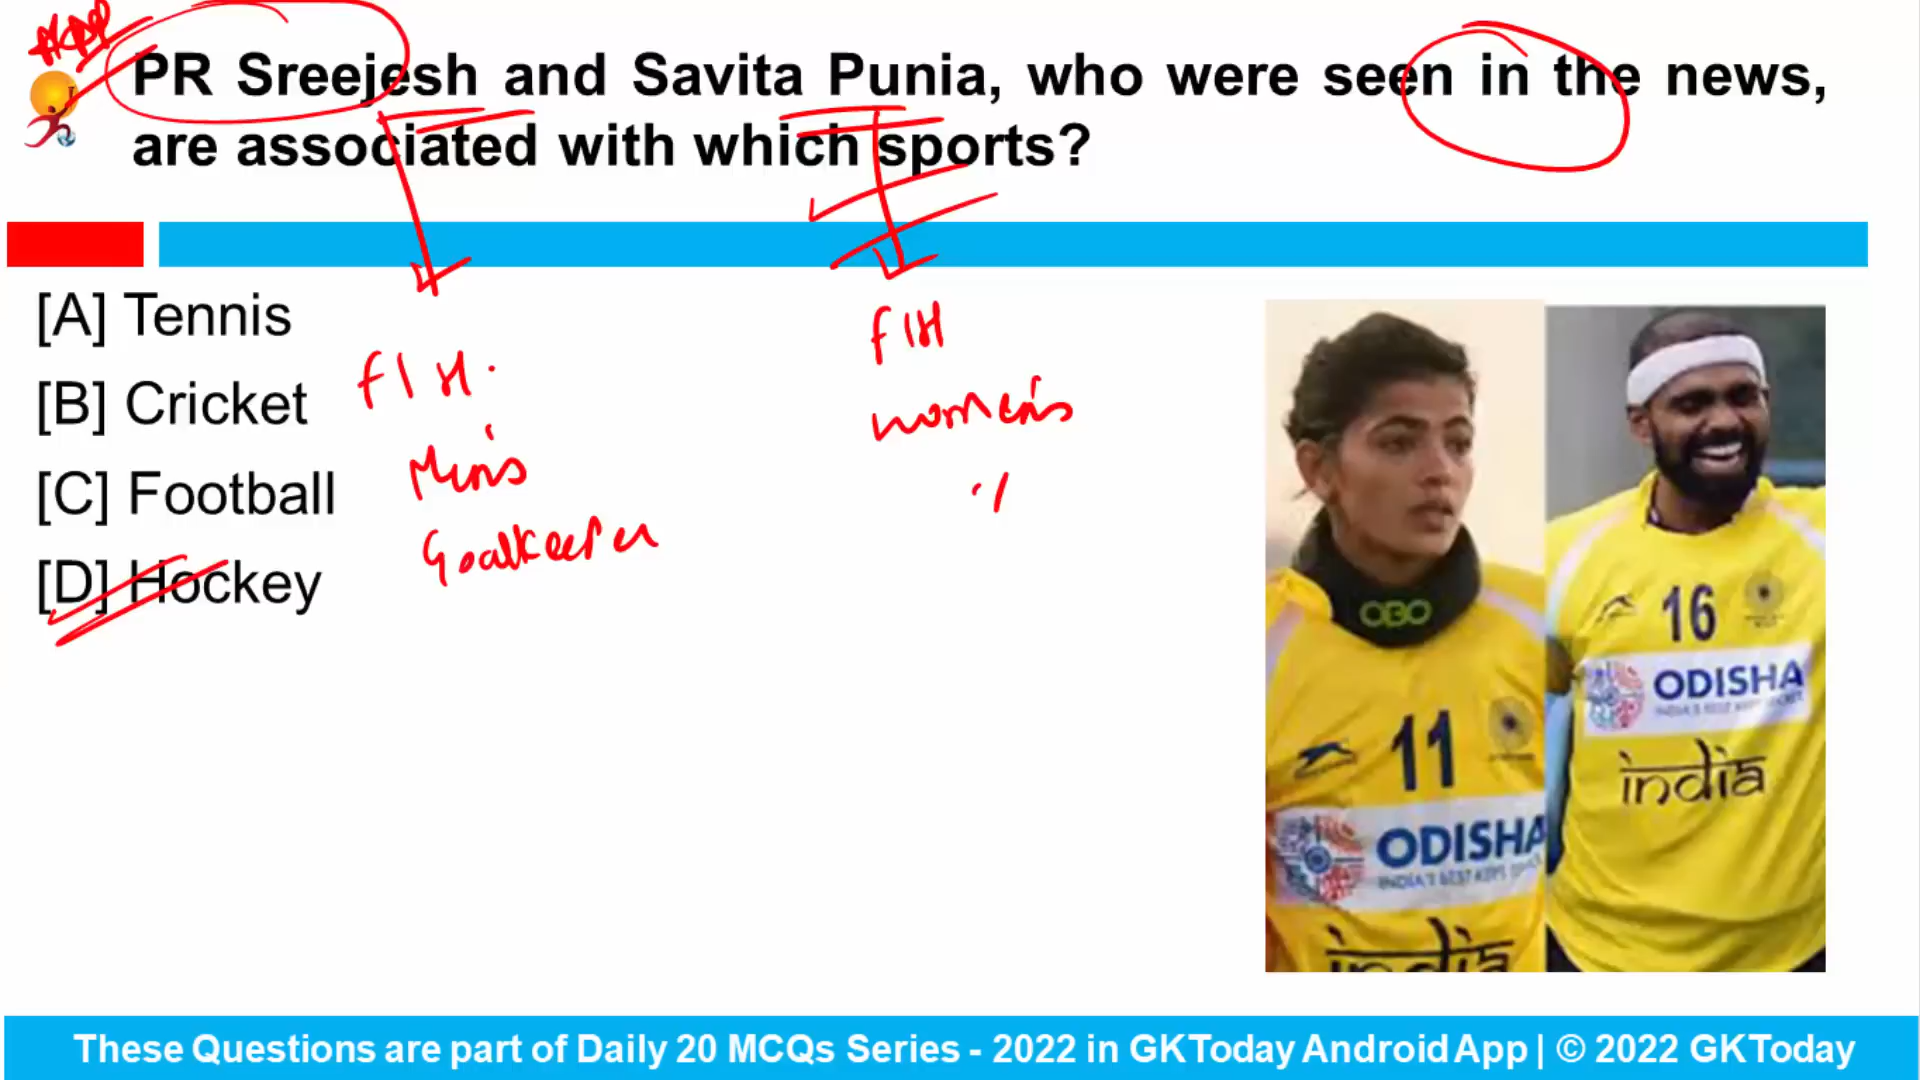 PR Sreejesh and Savita Punia, who were seen in the news,
are associated with which sports?
[A] Tennis
[B] Cricket
[C] Football
[D] Hockey
FIH.
Men's
Goalkeeper
FIH
women's
OBO
11
ODISHA
india
16
ODISHA
india
These Questions are part of Daily 20 MCQs Series - 2022 in GKToday Android App | © 2022 GKToday